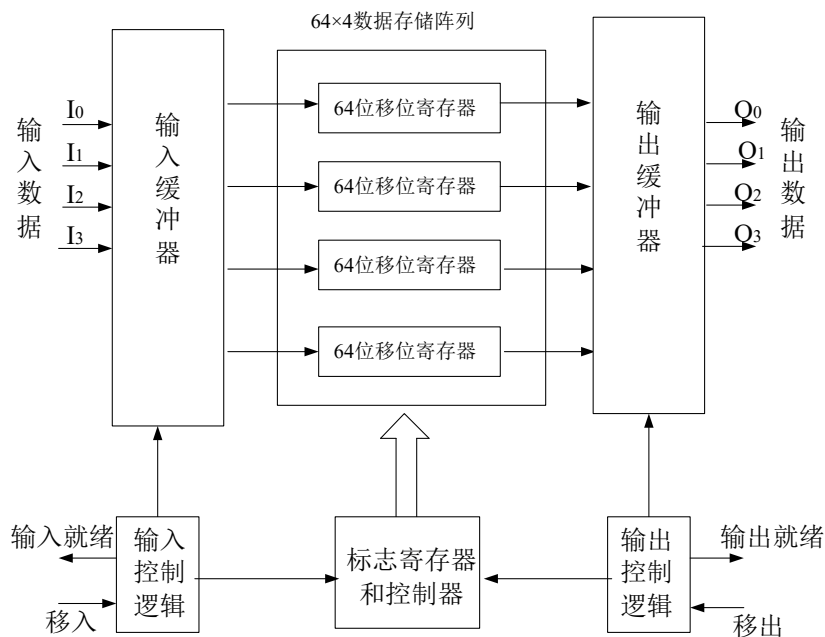 64×4数据存储阵列
输入数据
I0
I1
I2
I3
输入缓冲器
64位移位寄存器
64位移位寄存器
64位移位寄存器
64位移位寄存器
输出缓冲器
O0
O1
O2
O3
输出数据
输入就绪
移入
输入
控制
逻辑
标志寄存器
和控制器
输出
控制
逻辑
输出就绪
移出